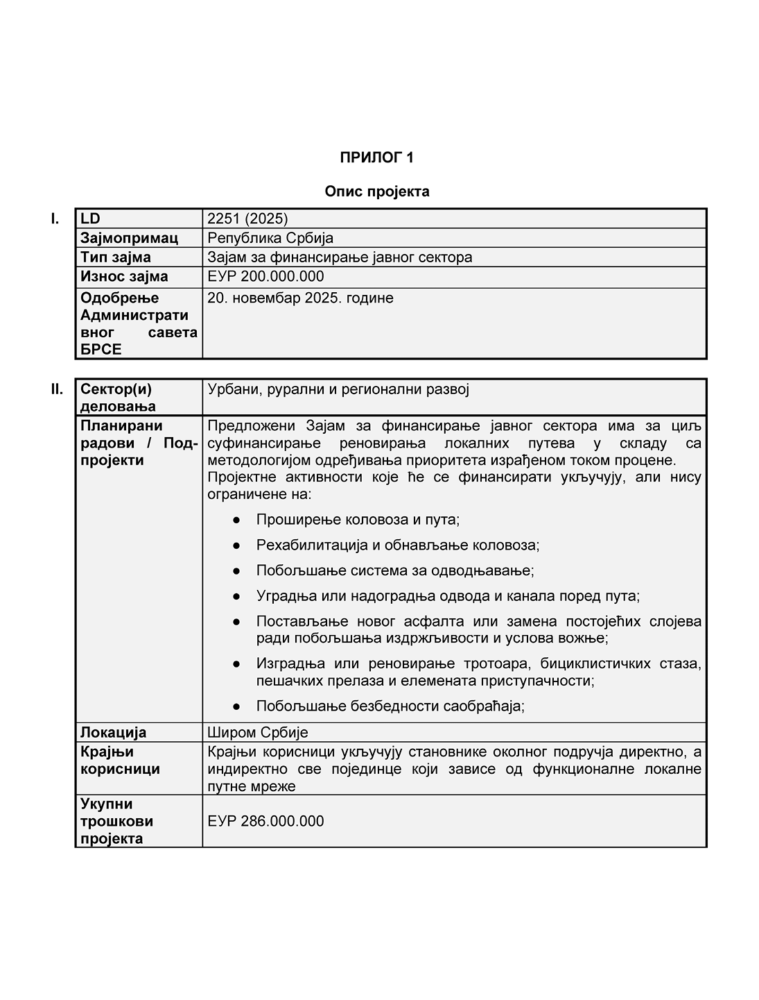 ПРИЛОГ 1
Опис пројекта
I.
LD
2251 (2025)
Зајмопримац
Република Србија
Тип зајма
Зајам за финансирање јавног сектора
Износ зајма
ЕУР 200.000.000
Одобрење
Администрати
вног савета
БРСЕ
20. новембар 2025. године
II.
Сектор(и)
деловања
Урбани, рурални и регионални развој
Планирани
радови / Под-
пројекти
Предложени Зајам за финансирање јавног сектора има за циљ
суфинансирање реновирања локалних путева у складу са
методологијом одређивања приоритета израђеном током процене.
Пројектне активности које ће се финансирати укључују, али нису
ограничене на:
● Проширење коловоза и пута;
● Рехабилитација и обнављање коловоза;
● Побољшање система за одводњавање;
● Уградња или надоградња одвода и канала поред пута;
● Постављање новог асфалта или замена постојећих слојева
ради побољшања издржљивости и услова вожње;
● Изградња или реновирање тротоара, бициклистичких стаза,
пешачких прелаза и елемената приступачности;
● Побољшање безбедности саобраћаја;
Локација
Широм Србије
Крајњи
корисници
Крајњи корисници укључују становнике околног подручја директно, а
индиректно све појединце који зависе од функционалне локалне
путне мреже
Укупни
трошкови
пројекта
ЕУР 286.000.000